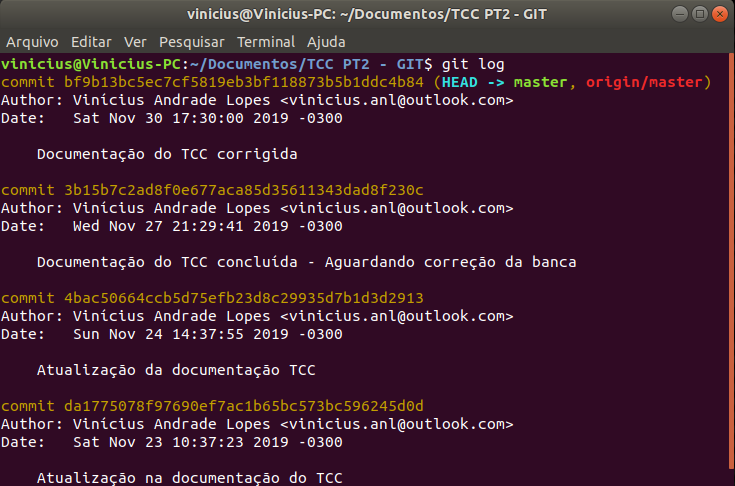 vinicius@Vinicius-PC: ~/Documentos/TCC PT2 - GIT
Arquivo Editar Ver Pesquisar Terminal Ajuda
vinicius@Vinicius-PC:~/Documentos/TCC PT2 - GIT$ git log
commit bf9b13bc5ec7cf5819eb3bf118873b5b1ddc4b84 (HEAD -> master, origin/master)
Author: Vinícius Andrade Lopes <vinicius.anl@outlook.com>
Date:   Sat Nov 30 17:30:00 2019 -0300
Documentação do TCC corrigida
commit 3b15b7c2ad8f0e677aca85d35611343dad8f230c
Author: Vinícius Andrade Lopes <vinicius.anl@outlook.com>
Date:   Wed Nov 27 21:29:41 2019 -0300
Documentação do TCC concluída - Aguardando correção da banca
commit 4bac50664ccb5d75efb23d8c29935d7b1d3d2913
Author: Vinícius Andrade Lopes <vinicius.anl@outlook.com>
Date:   Sun Nov 24 14:37:55 2019 -0300
Atualização da documentação TCC
commit da1775078f97690ef7ac1b65bc573bc596245d0d
Author: Vinícius Andrade Lopes <vinicius.anl@outlook.com>
Date:   Sat Nov 23 10:37:23 2019 -0300
Atualização na documentação do TCC